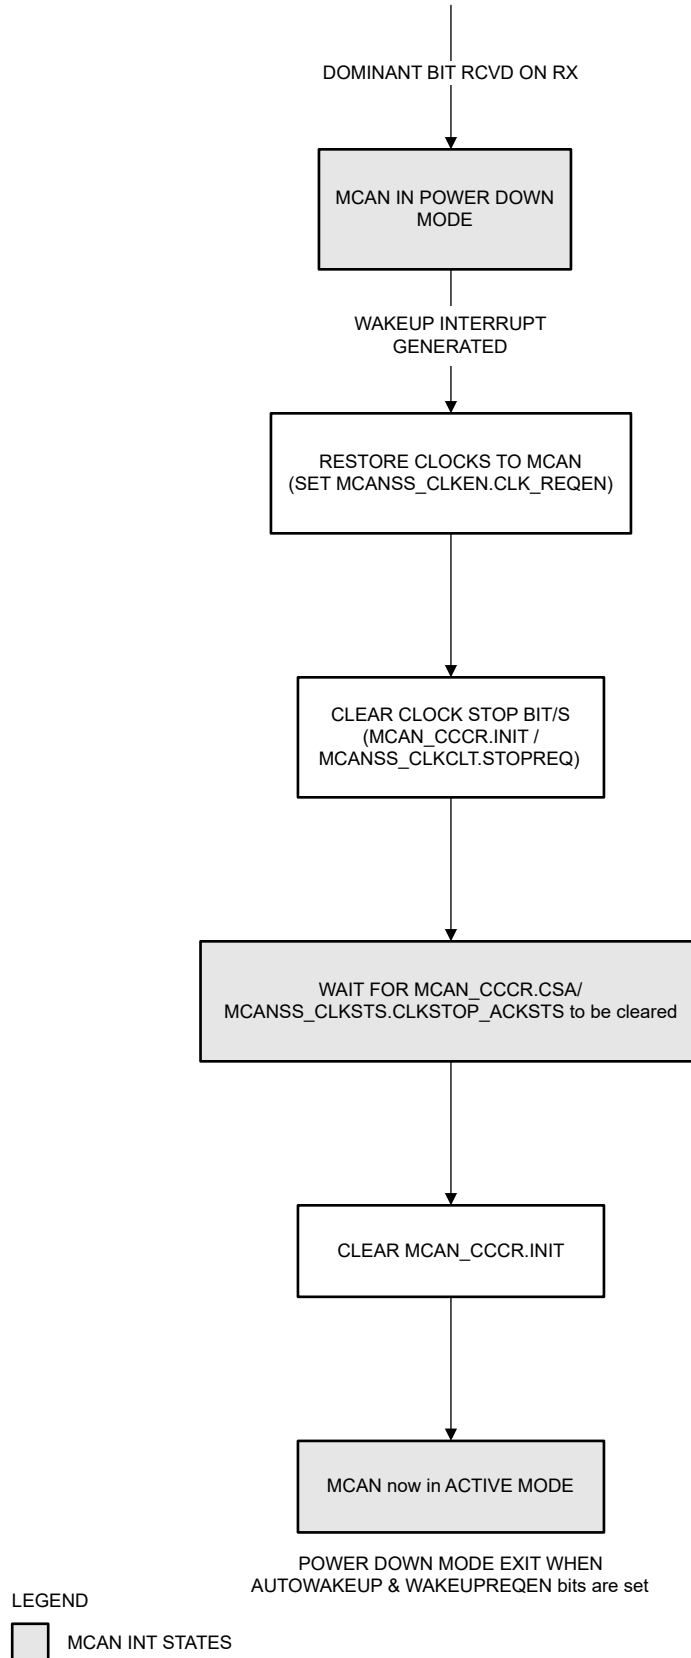 DOMINANT BIT RCVD ON RX
MCAN IN POWER DOWN
MODE
WAKEUP INTERRUPT
GENERATED
RESTORE CLOCKS TO MCAN
(SET MCANSS_CLKEN.CLK_REQEN)
CLEAR CLOCK STOP BIT/S
(MCAN_CCCR.INIT /
MCANSS_CLKCLT.STOPREQ)
WAIT FOR MCAN_CCCR.CSA/
MCANSS_CLKSTS.CLKSTOP_ACKSTS to be cleared
CLEAR MCAN_CCCR.INIT
MCAN now in ACTIVE MODE
POWER DOWN MODE EXIT WHEN
AUTOWAKEUP & WAKEUPREQEN bits are set
LEGEND
MCAN INT STATES